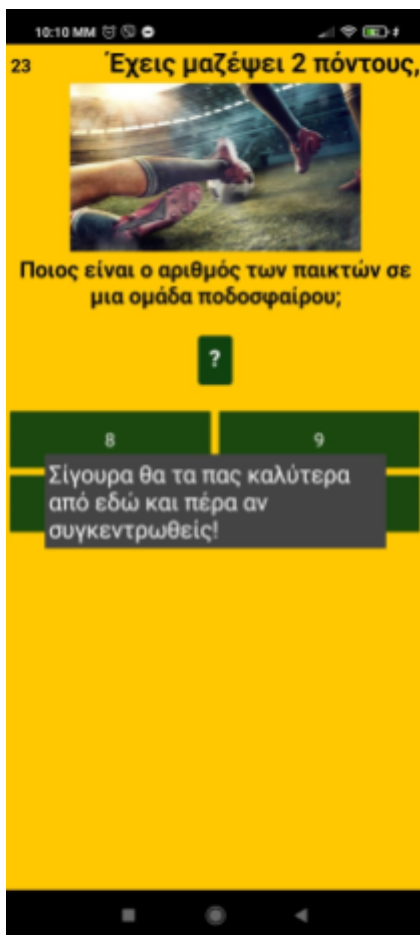 10:10 MM
23
Έχεις μαζέψει 2 πόντους,
Ποιος είναι ο αριθμός των παικτών σε
μια ομάδα ποδοσφαίρου;
?
8
9
Σίγουρα θα τα πας καλύτερα
από εδώ και πέρα αν
συγκεντρωθείς!